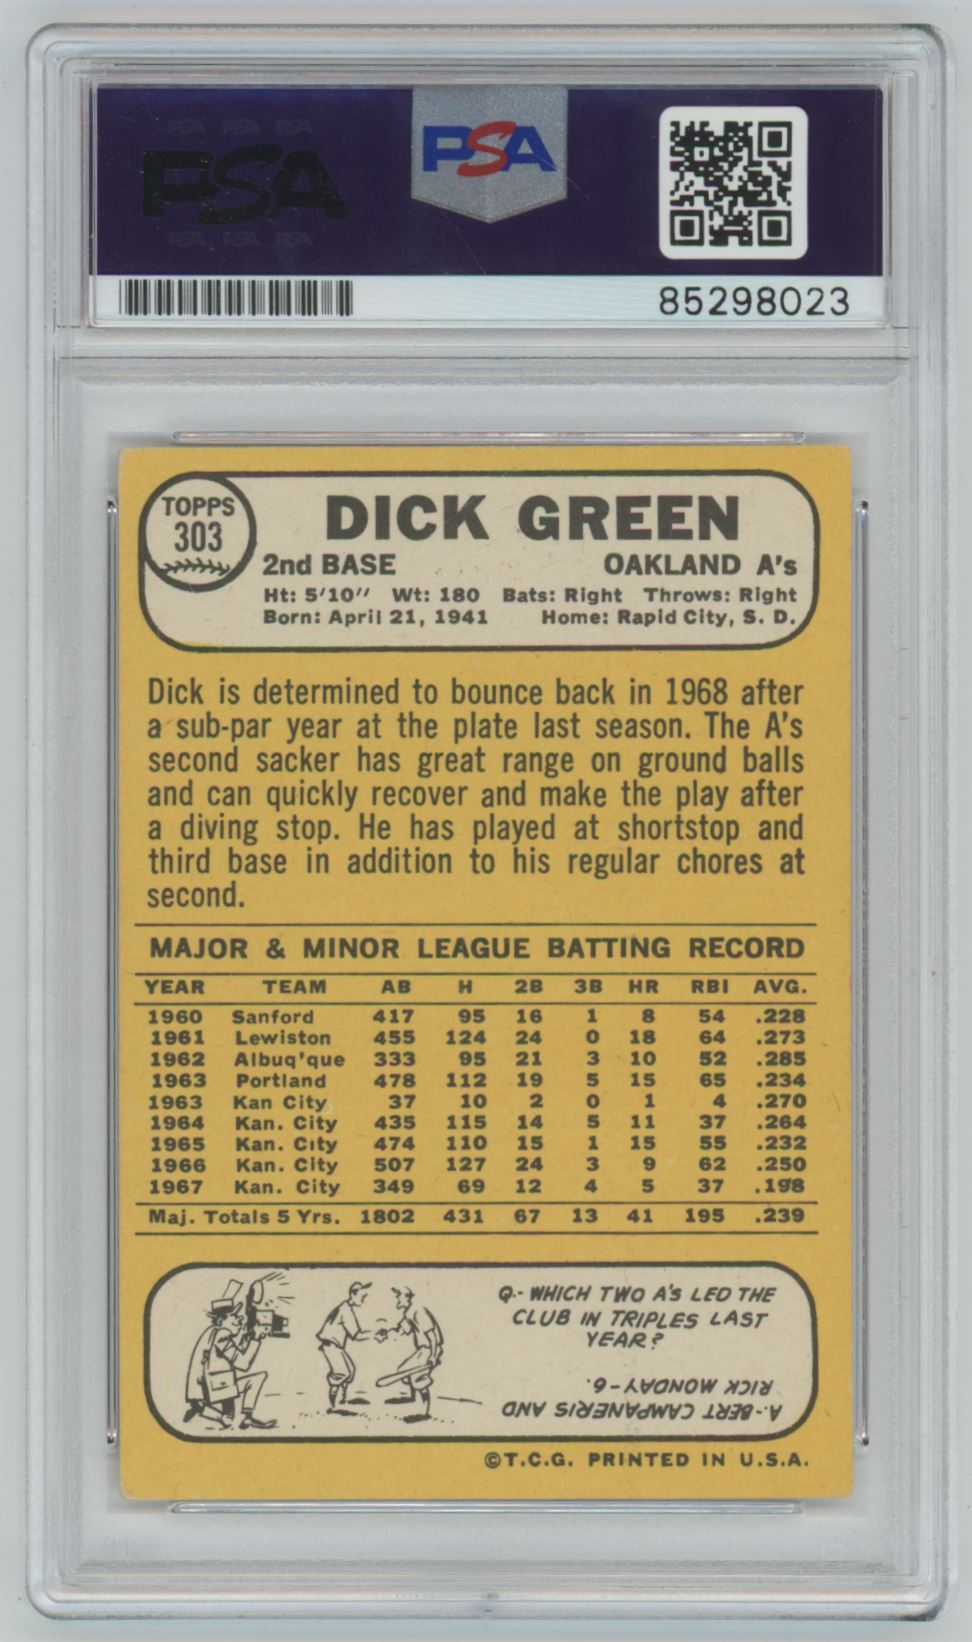 PSA PSA PSA
PSA
PSA PSA PSA
PSA
85298023
TOPPS
303
DICK GREEN
2nd BASE OAKLAND A's
Ht: 5'10" Wt: 180 Bats: Right Throws: Right
Born: April 21, 1941 Home: Rapid City, S. D.
Dick is determined to bounce back in 1968 after
a sub-par year at the plate last season. The A's
second sacker has great range on ground balls
and can quickly recover and make the play after
a diving stop. He has played at shortstop and
third base in addition to his regular chores at
second.
MAJOR & MINOR LEAGUE BATTING RECORD
YEAR TEAM AB H 2B 3B HR RBI AVG.
1960 Sanford 417 95 16 1 8 54 .228
1961 Lewiston 455 124 24 0 18 64 .273
1962 Albuq'que 333 95 21 3 10 52 .285
1963 Portland 478 112 19 5 15 65 .234
1963 Kan City 37 10 2 0 1 4 .270
1964 Kan. City 435 115 14 5 11 37 .264
1965 Kan. City 474 110 15 1 15 55 .232
1966 Kan. City 507 127 24 3 9 62 .250
1967 Kan. City 349 69 12 4 5 37 .198
Maj. Totals 5 Yrs. 1802 431 67 13 41 195 .239
Q.- WHICH TWO A's LED THE
CLUB IN TRIPLES LAST
YEAR?
A.- BERT CAMPANERIS AND
RICK MONDAY - 6.
©T.C.G. PRINTED IN U.S.A.